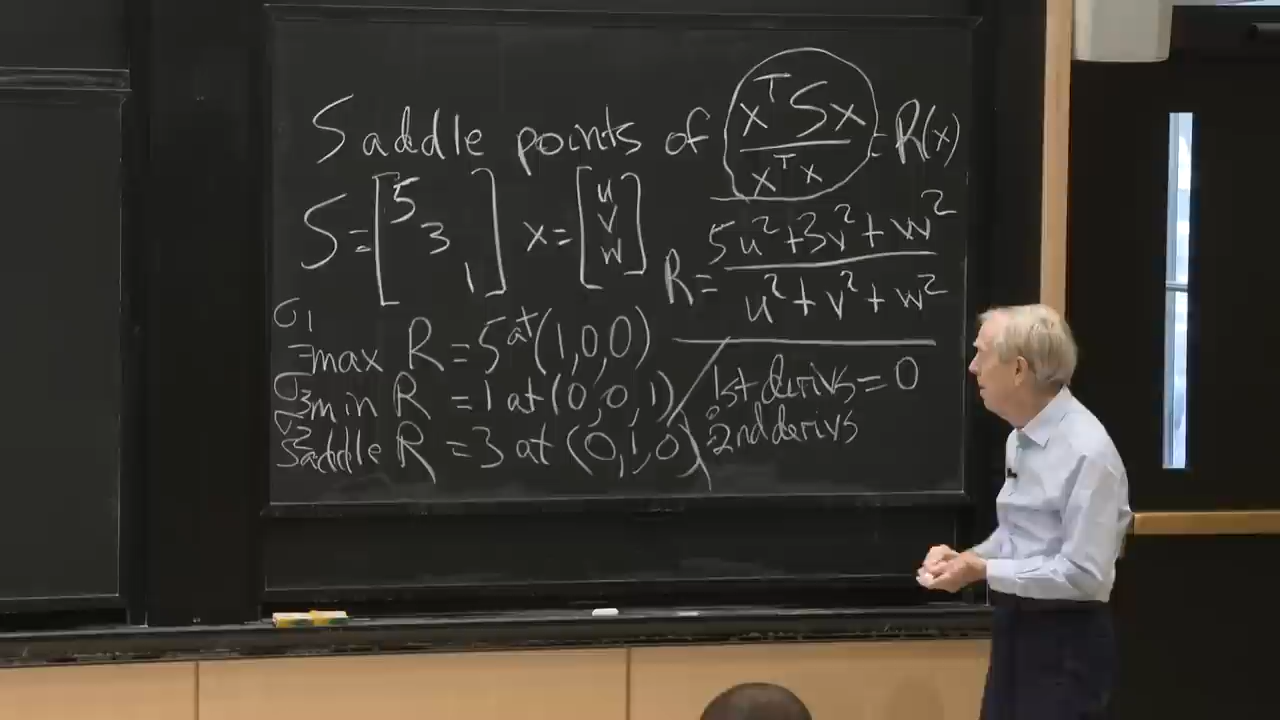 Saddle points of xᵀSx / xᵀx = R(x)
S = [5 3 1] x = [u v w]
R = 5u²+3v²+w² / u²+v²+w²
σ₁ = max R = 5 at (1,0,0)
σ₃ min R = 1 at (0,0,1)
σ₂ Saddle R = 3 at (0,1,0)
1st derivs = 0
2nd derivs